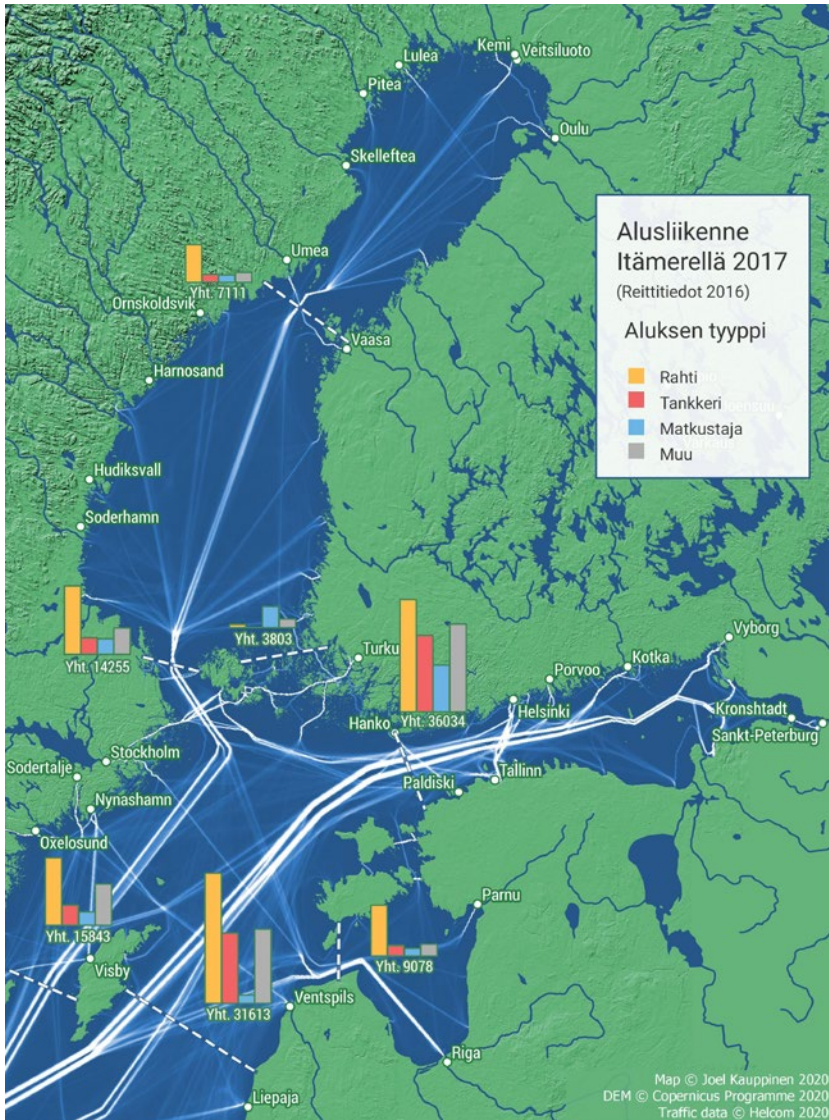 Kemi
Veitsiluoto
Lulea
Pitea
Oulu
Skelleftea
Umea
Yht. 7111
Ornskoldsvik
Vaasa
Harnosand
Alusliikenne
Itämerellä 2017
(Reittitiedot 2016)
Aluksen tyyppi
Rahti
Tankkeri
Matkustaja
Muu
Hudiksvall
Soderhamn
Yht. 3803
Yht. 14255
Turku
Vyborg
Kotka
Porvoo
Helsinki
Hanko
Yht. 36034
Kronshtadt
Sankt-Peterburg
Stockholm
Sodertalje
Nynashamn
Oxelosund
Paldiski
Tallinn
Parnu
Yht. 15843
Visby
Yht. 31613
Yht. 9078
Ventspils
Riga
Liepaja
Map © Joel Kauppinen 2020
DEM © Copernicus Programme 2020
Traffic data © Helcom 2020